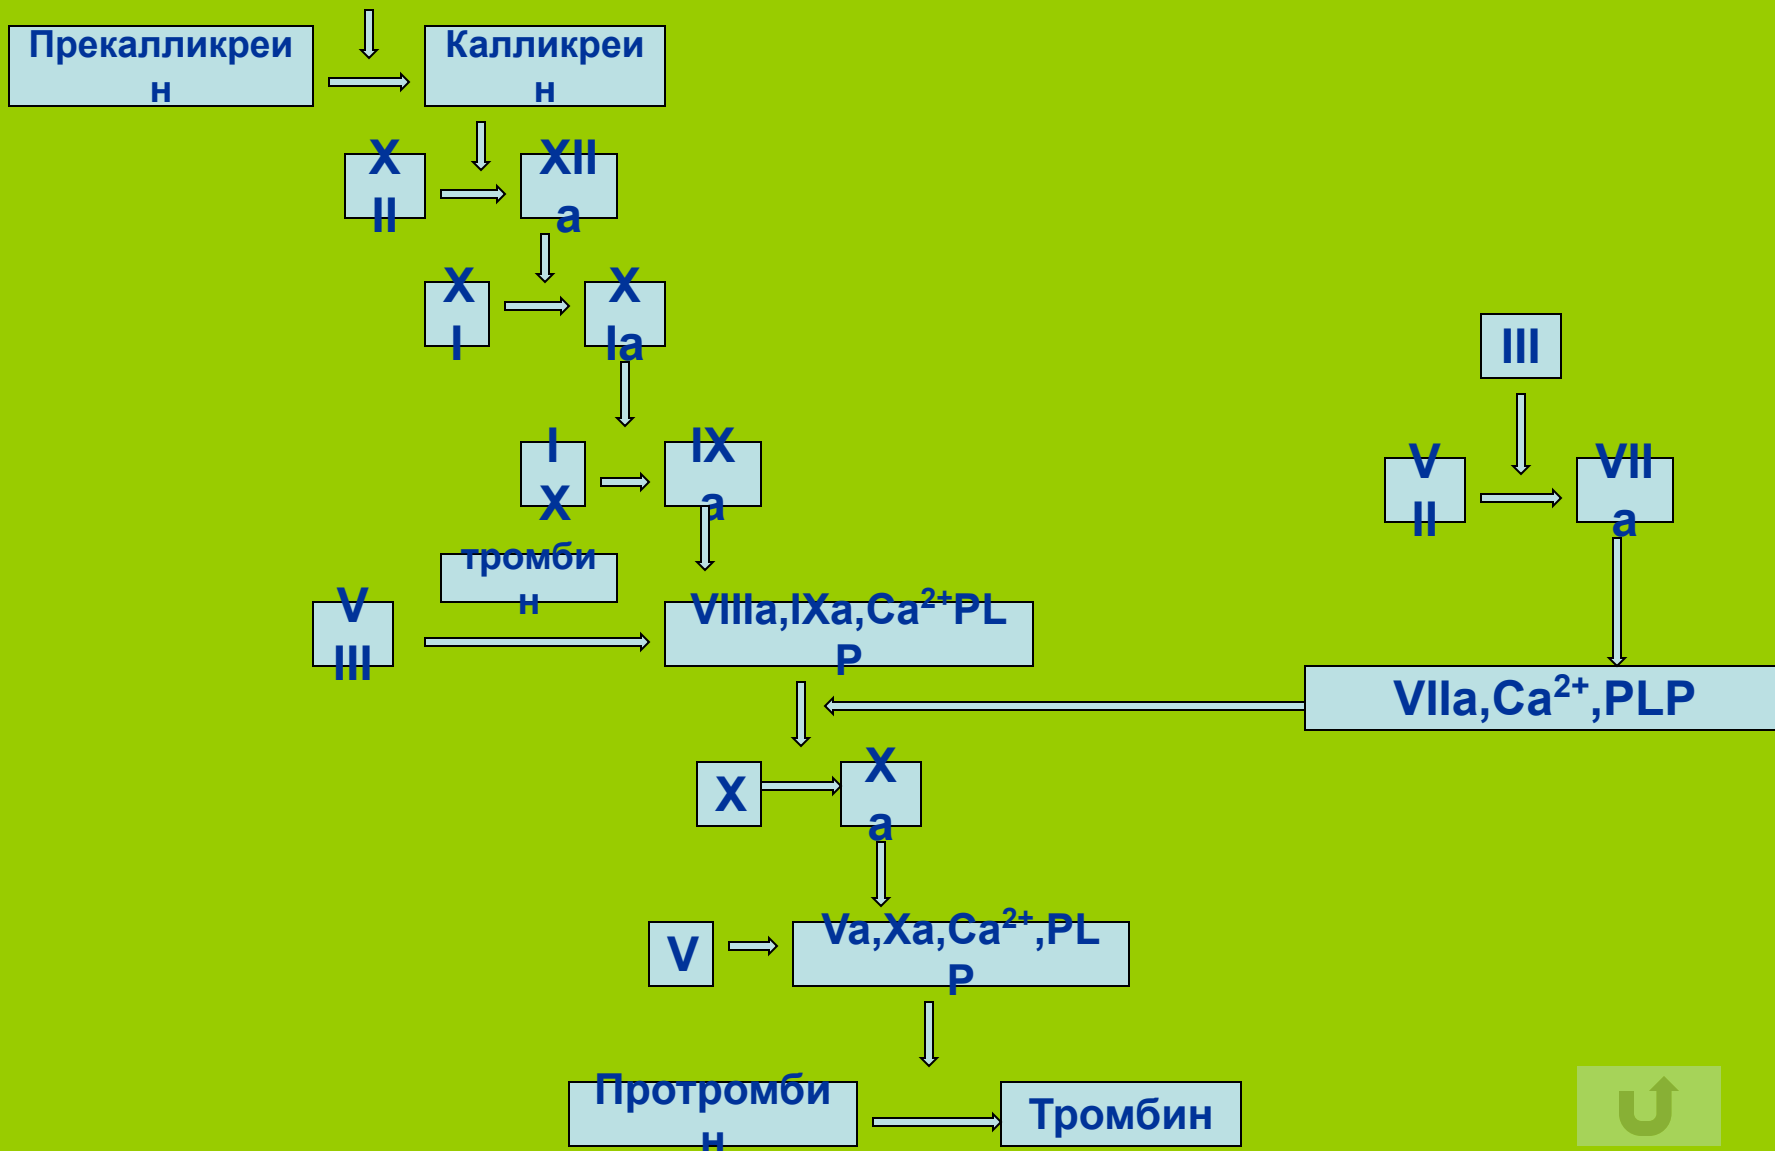 Прекалликреи
н
Калликреи
н
X
II
XII
a
X
I
X
Ia
III
I
X
IX
a
V
II
VII
a
тромби
н
V
III
VIIIa,IXa,Ca²⁺PL
P
VIIa,Ca²⁺,PLP
X
X
a
V
Va,Xa,Ca²⁺,PL
P
Протромби
н
Тромбин